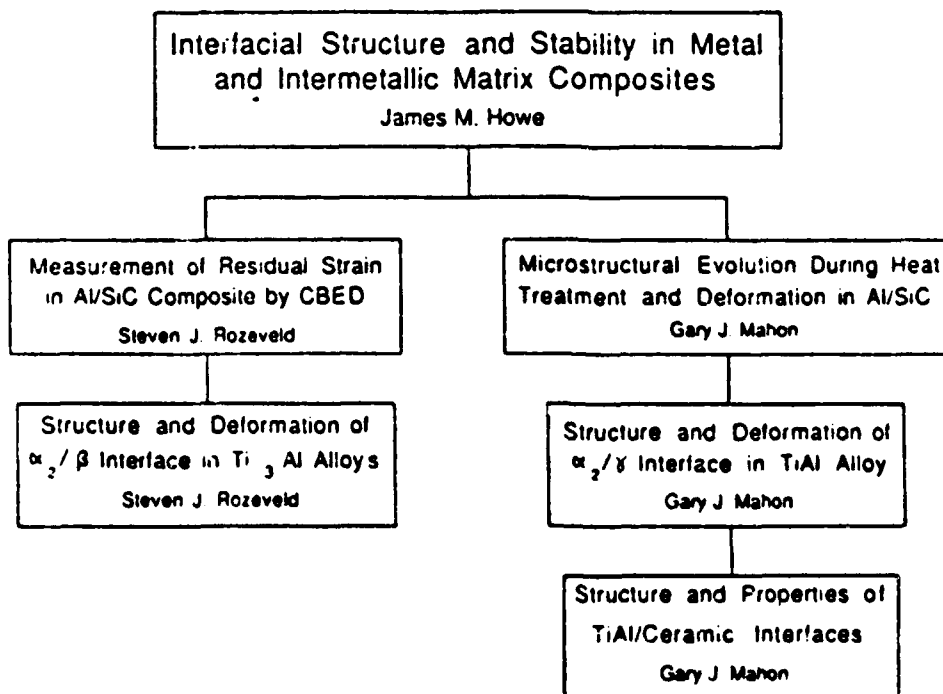 Interfacial Structure and Stability in Metal
and Intermetallic Matrix Composites
James M. Howe
Measurement of Residual Strain
in Al/SiC Composite by CBED
Steven J. Rozeveld
Microstructural Evolution During Heat
Treatment and Deformation in Al/SiC
Gary J. Mahon
Structure and Deformation of
α₂/β Interface in Ti₃Al Alloys
Steven J. Rozeveld
Structure and Deformation of
α₂/γ Interface in TiAl Alloy
Gary J. Mahon
Structure and Properties of
TiAl/Ceramic Interfaces
Gary J. Mahon